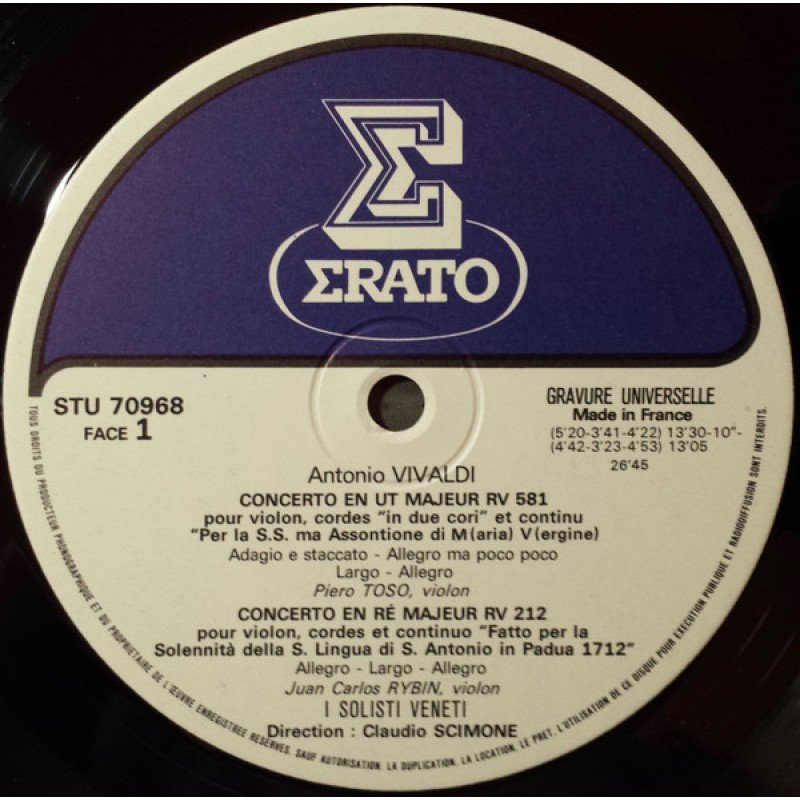 Σ
ΣRATO
STU 70968
FACE 1
GRAVURE UNIVERSELLE
Made in France
(5'20-3'41-4'22) 13'30-10"-
(4'42-3'23-4'53) 13'05
26'45
Antonio VIVALDI
CONCERTO EN UT MAJEUR RV 581
pour violon, cordes "in due cori" et continu
"Per la S.S. ma Assontione di M(aria) V(ergine)
Adagio e staccato - Allegro ma poco poco
Largo - Allegro
Piero TOSO, violon
CONCERTO EN RÉ MAJEUR RV 212
pour violon, cordes et continuo "Fatto per la
Solennità della S. Lingua di S. Antonio in Padua 1712"
Allegro - Largo - Allegro
Juan Carlos RYBIN, violon
I SOLISTI VENETI
Direction : Claudio SCIMONE
TOUS DROITS DU PRODUCTEUR PHONOGRAPHIQUE ET DU PROPRIETAIRE DE L'ŒUVRE ENREGISTREE RESERVES. SAUF AUTORISATION, LA DUPLICATION, LA LOCATION, LE PRET, L'UTILISATION DE CE DISQUE POUR EXECUTION PUBLIQUE ET RADIODIFFUSION SONT INTERDITS.